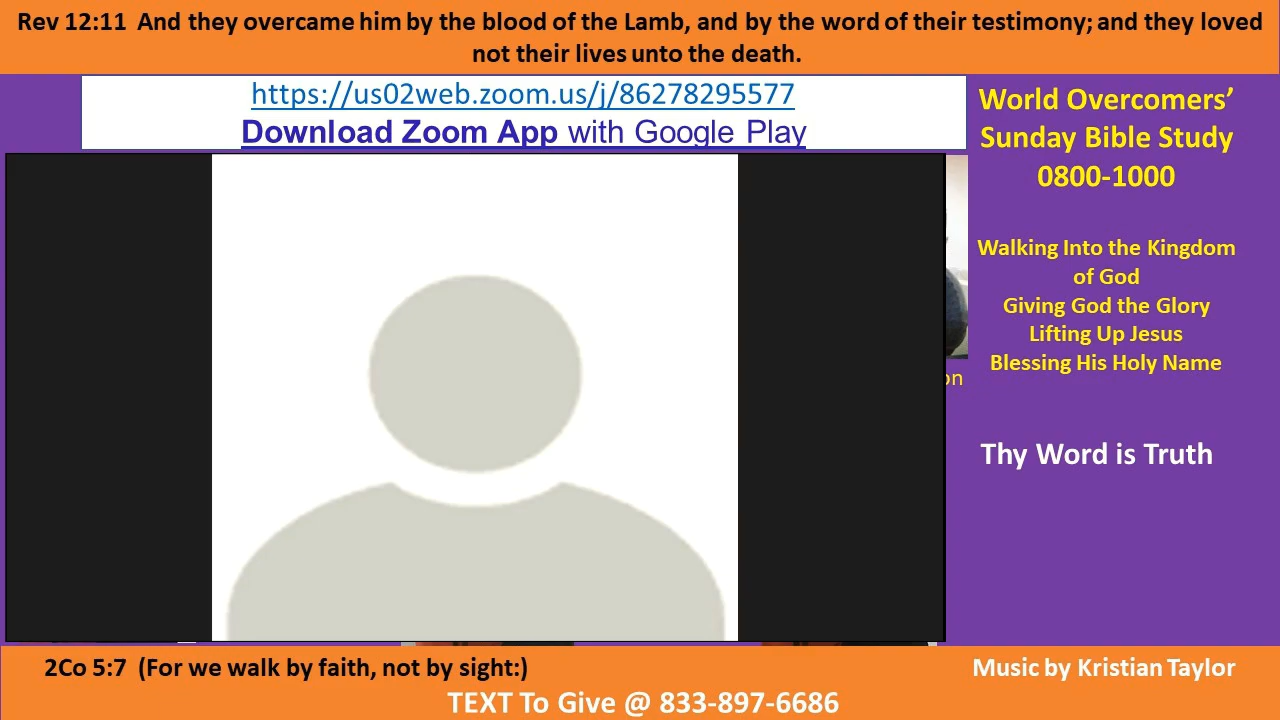 Rev 12:11  And they overcame him by the blood of the Lamb, and by the word of their testimony; and they loved
not their lives unto the death.
https://us02web.zoom.us/j/86278295577
Download Zoom App with Google Play
World Overcomers’
Sunday Bible Study
0800-1000
Walking Into the Kingdom
of God
Giving God the Glory
Lifting Up Jesus
Blessing His Holy Name
on
Thy Word is Truth
2Co 5:7  (For we walk by faith, not by sight:)
Music by Kristian Taylor
TEXT To Give @ 833-897-6686